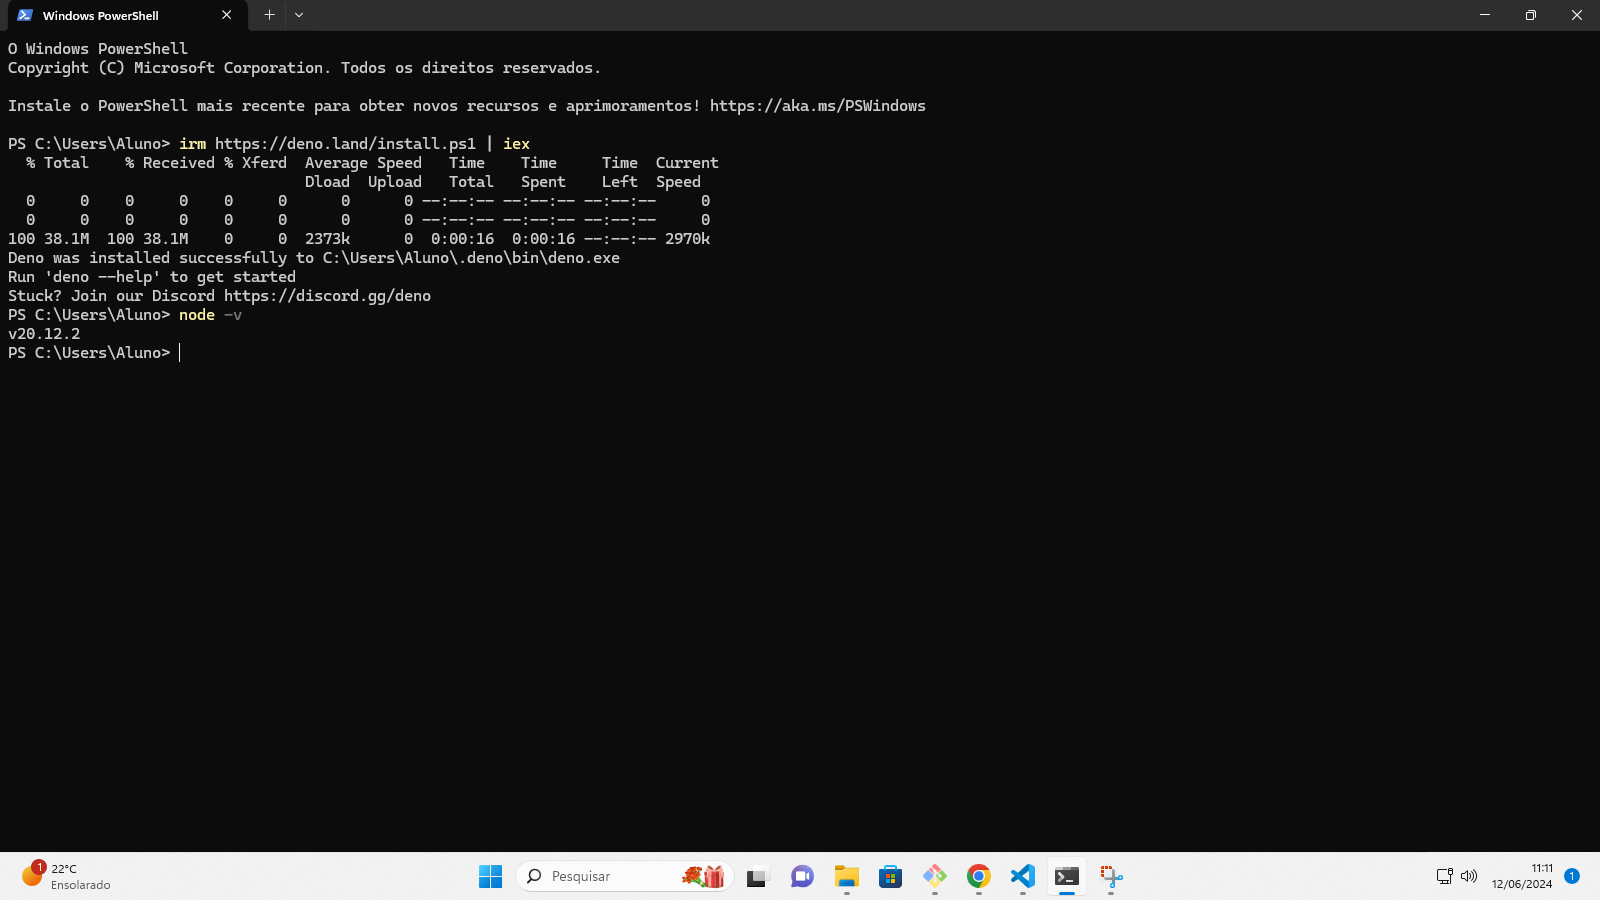 Windows PowerShell
O Windows PowerShell
Copyright (C) Microsoft Corporation. Todos os direitos reservados.
Instale o PowerShell mais recente para obter novos recursos e aprimoramentos! https://aka.ms/PSWindows
PS C:\Users\Aluno> irm https://deno.land/install.ps1 | iex
  % Total    % Received % Xferd  Average Speed   Time    Time     Time  Current
                                 Dload  Upload   Total   Spent    Left  Speed
  0     0    0     0    0     0      0      0 --:--:-- --:--:-- --:--:--     0
  0     0    0     0    0     0      0      0 --:--:-- --:--:-- --:--:--     0
100 38.1M  100 38.1M    0     0  2373k      0  0:00:16  0:00:16 --:--:-- 2970k
Deno was installed successfully to C:\Users\Aluno\.deno\bin\deno.exe
Run 'deno --help' to get started
Stuck? Join our Discord https://discord.gg/deno
PS C:\Users\Aluno> node -v
v20.12.2
PS C:\Users\Aluno>
1
22°C
Ensolarado
Pesquisar
11:11
12/06/2024
1